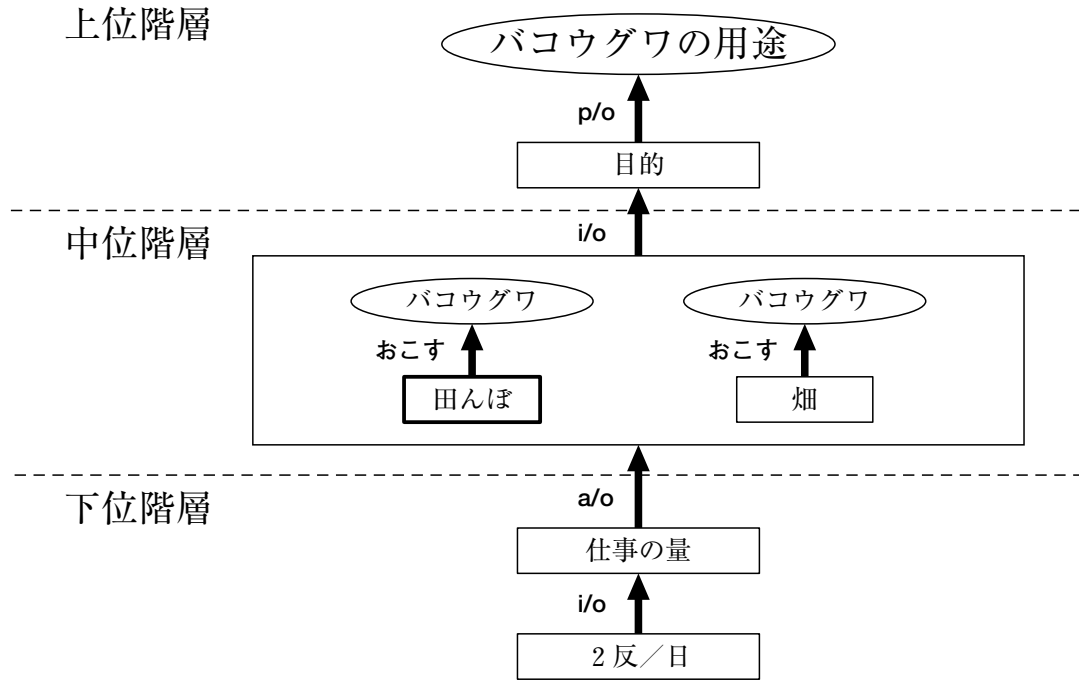 上位階層
バコウグワの用途
p/o
目的
中位階層
i/o
バコウグワ
バコウグワ
おこす
おこす
田んぼ
畑
下位階層
a/o
仕事の量
i/o
2反／日